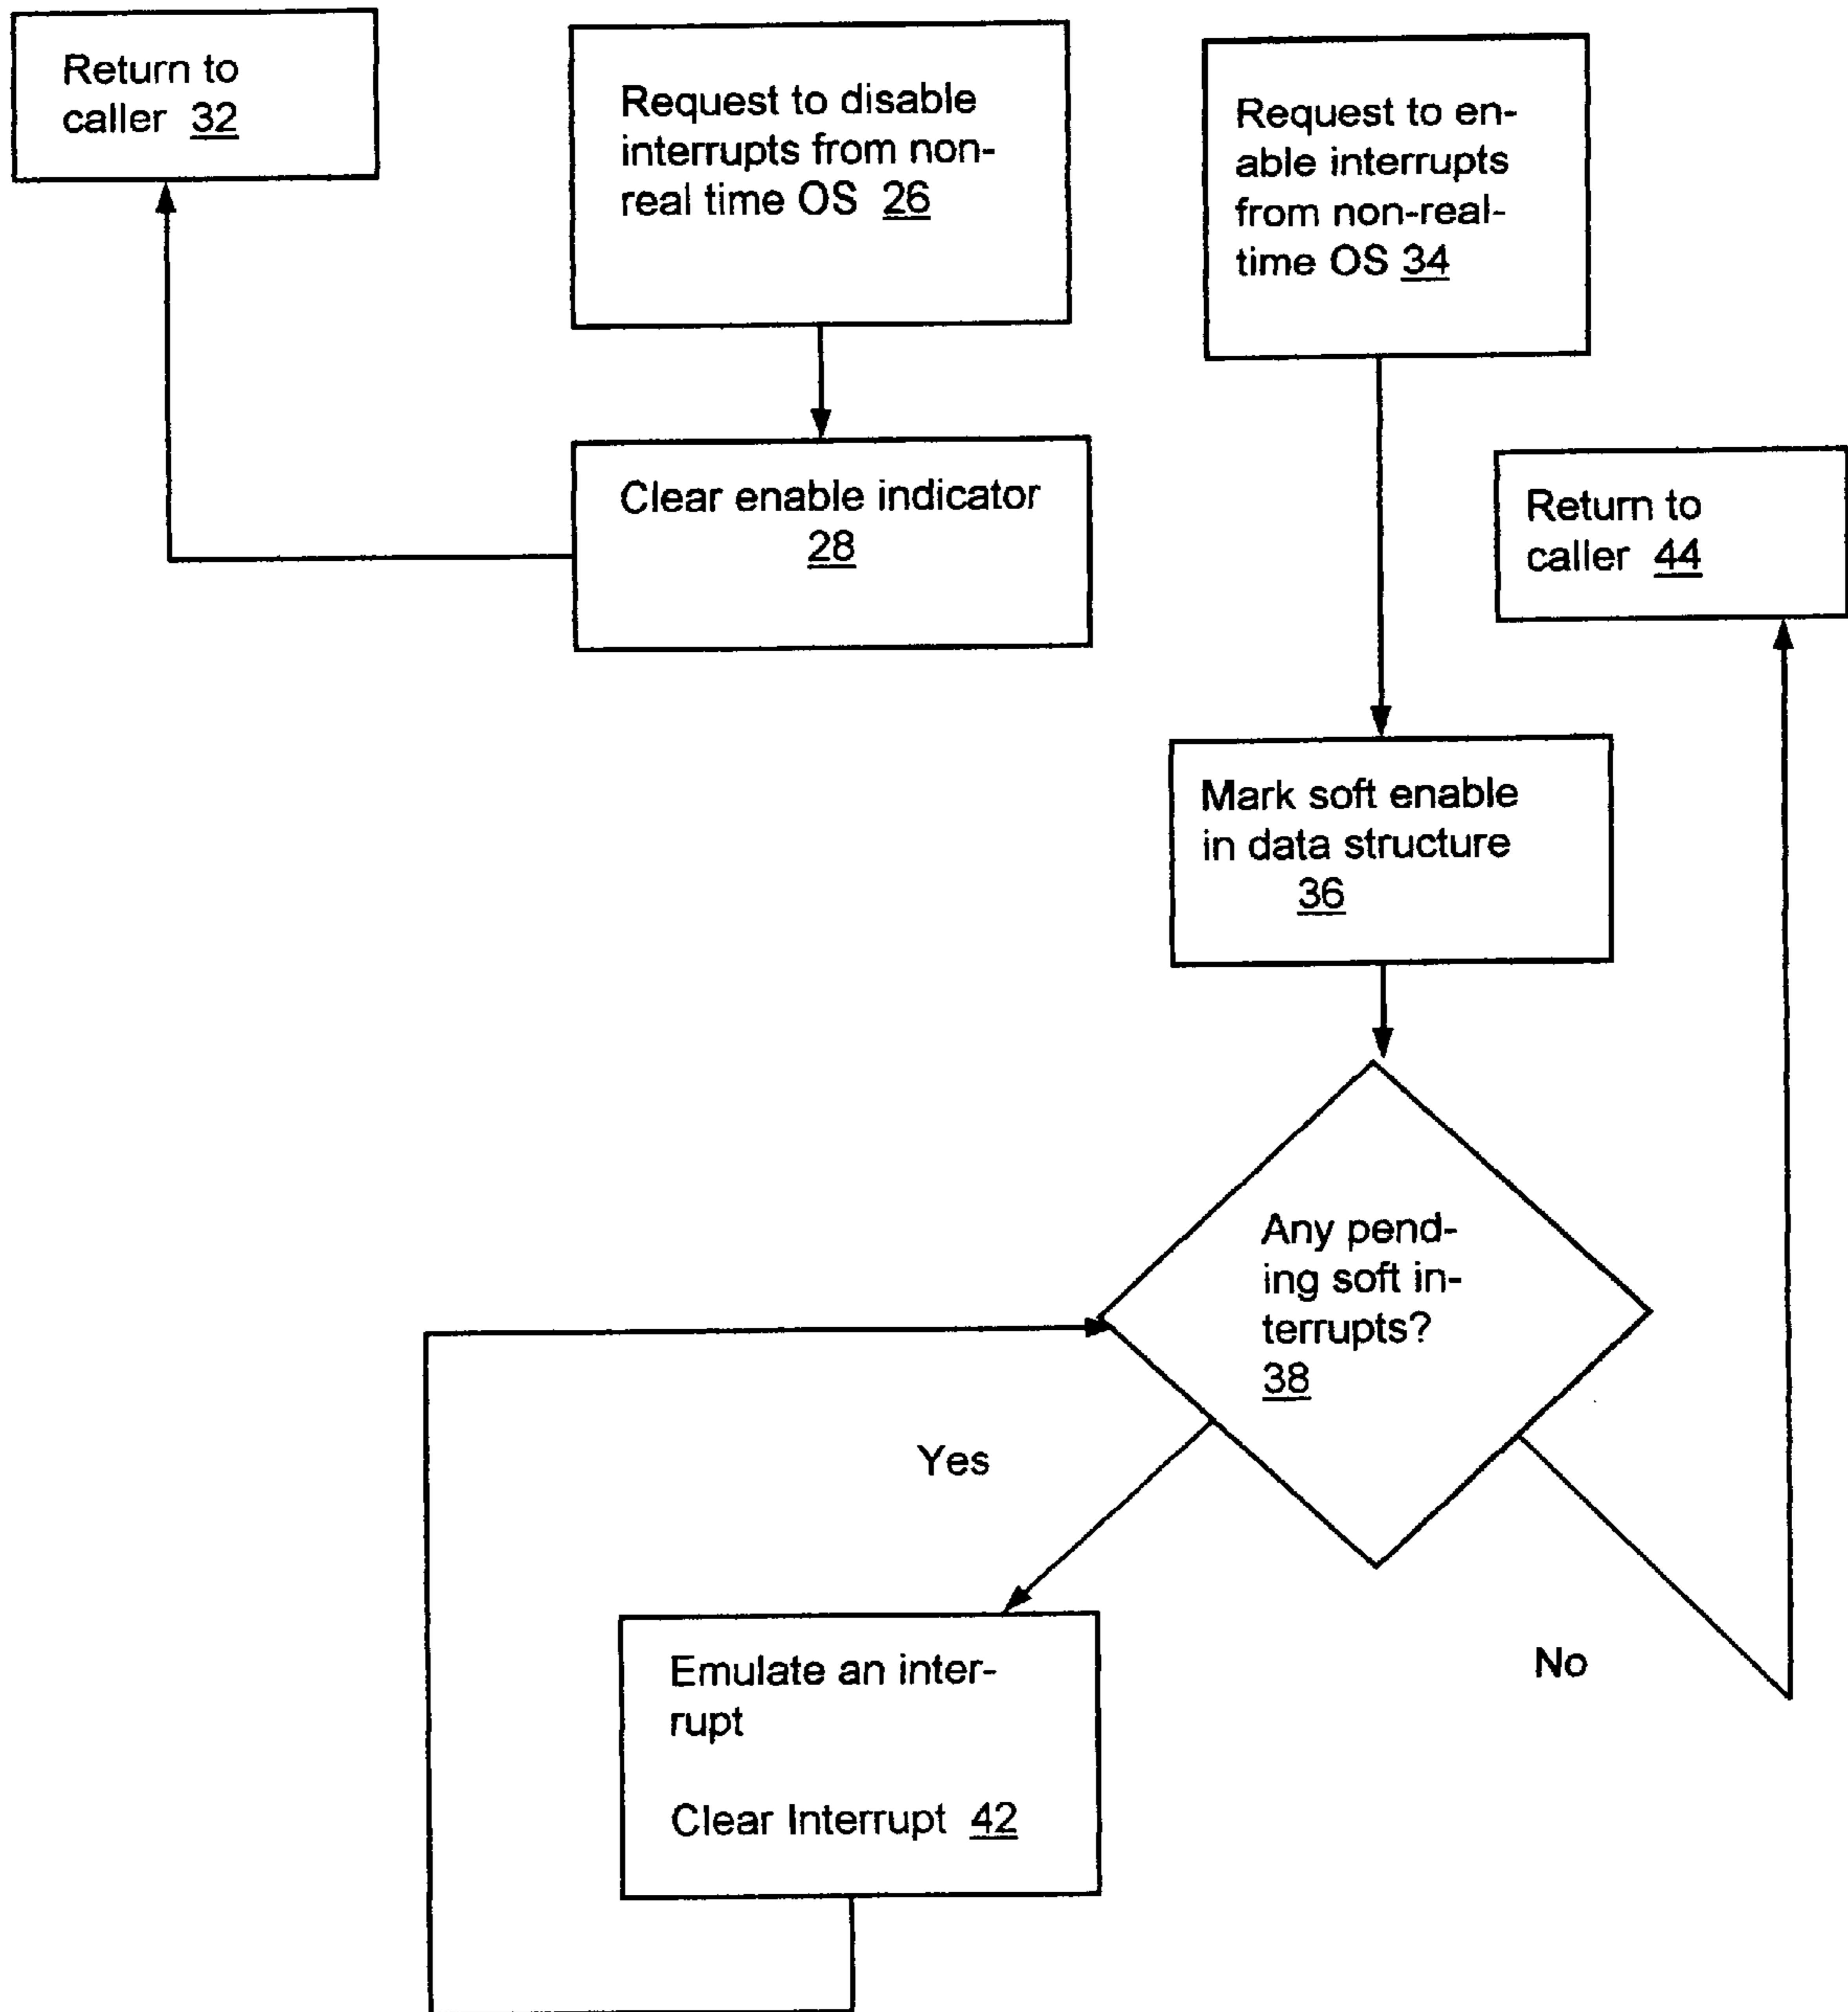 Return to
caller 32
Request to disable
interrupts from non-
real time OS 26
Request to en-
able interrupts
from non-real-
time OS 34
Clear enable indicator
28
Return to
caller 44
Mark soft enable
in data structure
36
Any pend-
ing soft in-
terrupts?
38
Yes
No
Emulate an inter-
rupt
Clear Interrupt 42